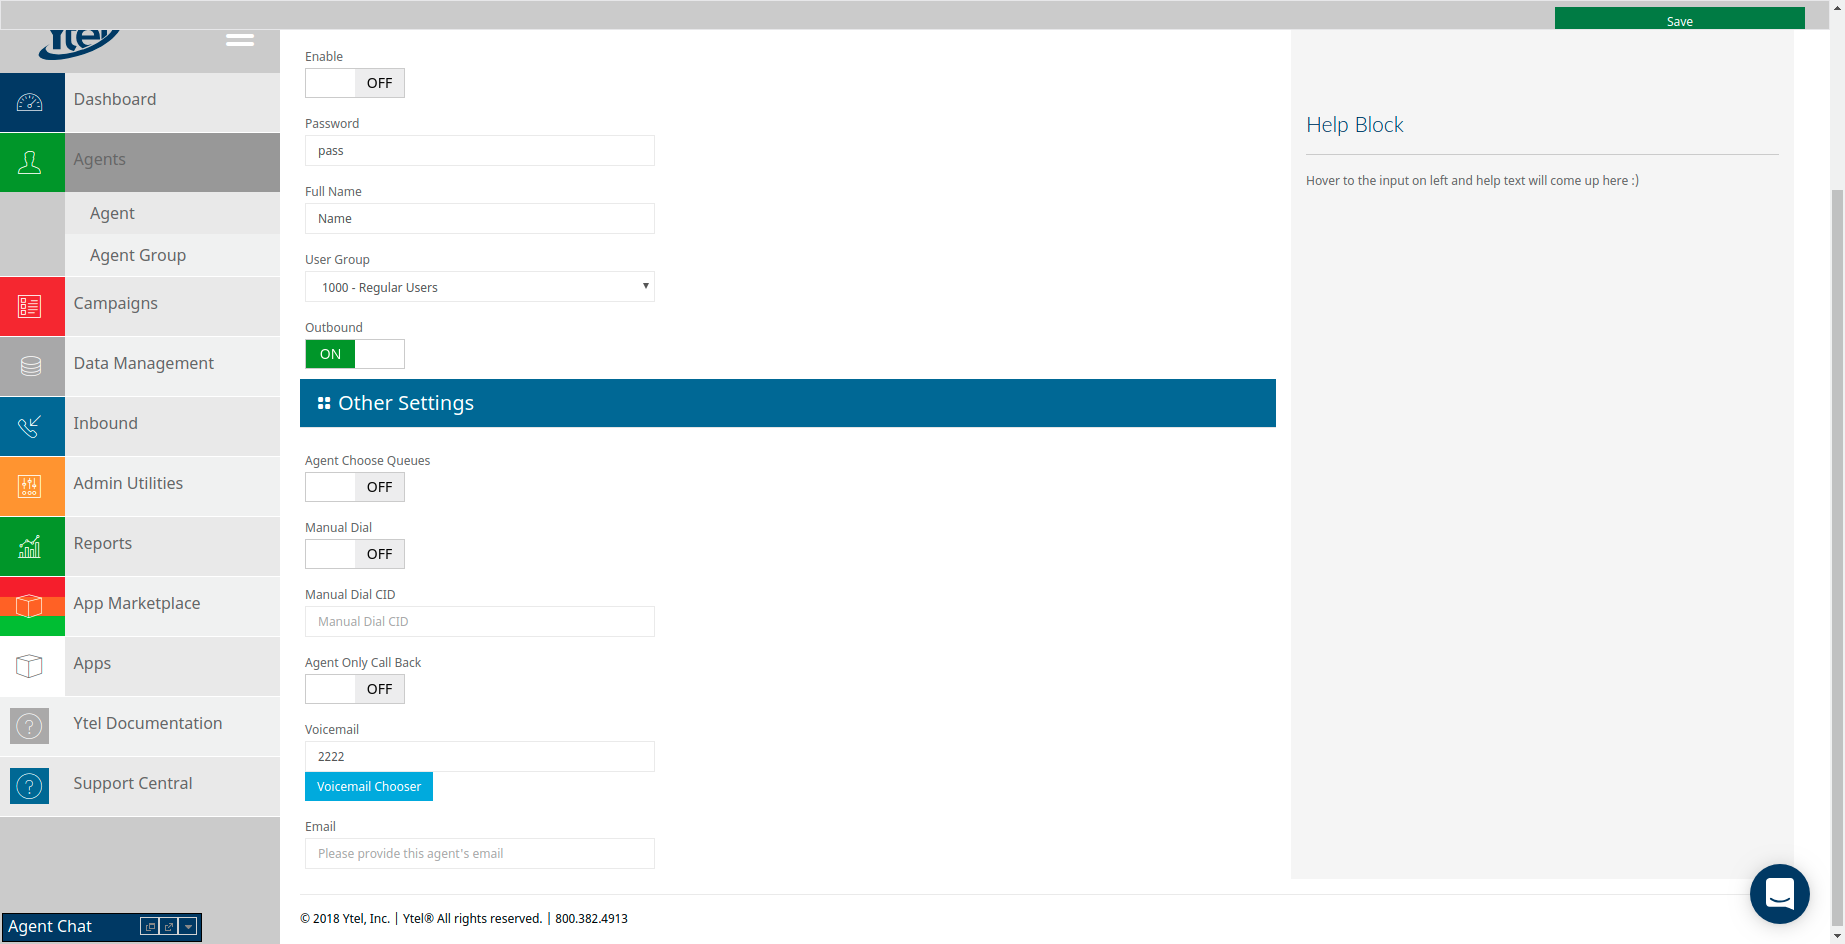 Save
Ytel
Dashboard
Agents
Agent
Agent Group
Campaigns
Data Management
Inbound
Admin Utilities
Reports
App Marketplace
Apps
Ytel Documentation
Support Central
Agent Chat
Enable
OFF
Password
pass
Full Name
Name
User Group
1000 - Regular Users
Outbound
ON
Other Settings
Agent Choose Queues
OFF
Manual Dial
OFF
Manual Dial CID
Manual Dial CID
Agent Only Call Back
OFF
Voicemail
2222
Voicemail Chooser
Email
Please provide this agent's email
© 2018 Ytel, Inc. | Ytel® All rights reserved. | 800.382.4913
Help Block
Hover to the input on left and help text will come up here :)